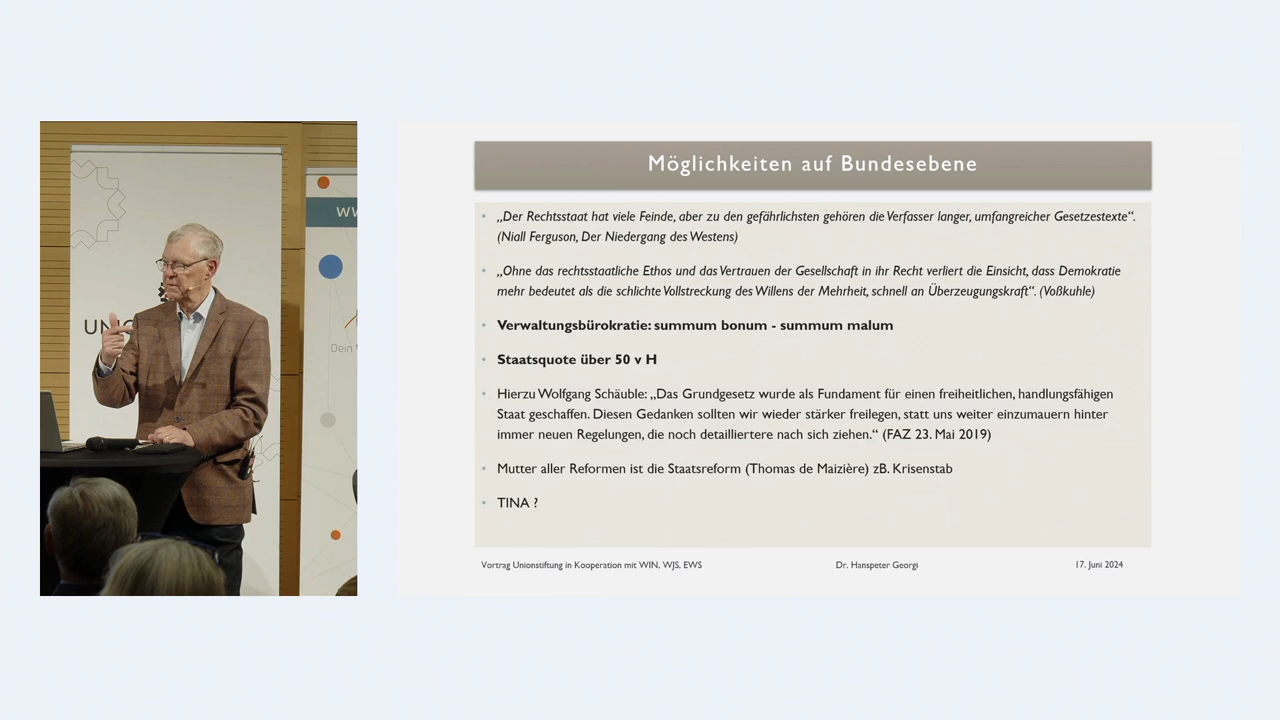 Möglichkeiten auf Bundesebene
„Der Rechtsstaat hat viele Feinde, aber zu den gefährlichsten gehören die Verfasser langer, umfangreicher Gesetzestexte“.
(Niall Ferguson, Der Niedergang des Westens)
„Ohne das rechtsstaatliche Ethos und das Vertrauen der Gesellschaft in ihr Recht verliert die Einsicht, dass Demokratie
mehr bedeutet als die schlichte Vollstreckung des Willens der Mehrheit, schnell an Überzeugungskraft“. (Voßkuhle)
Verwaltungsbürokratie: summum bonum - summum malum
Staatsquote über 50 v H
Hierzu Wolfgang Schäuble: „Das Grundgesetz wurde als Fundament für einen freiheitlichen, handlungsfähigen
Staat geschaffen. Diesen Gedanken sollten wir wieder stärker freilegen, statt uns weiter einzumauern hinter
immer neuen Regelungen, die noch detailliertere nach sich ziehen.“ (FAZ 23. Mai 2019)
Mutter aller Reformen ist die Staatsreform (Thomas de Maizière) zB. Krisenstab
TINA ?
Vortrag Unionstiftung in Kooperation mit WIN, WJS, EWS
Dr. Hanspeter Georgi
17. Juni 2024
Dein